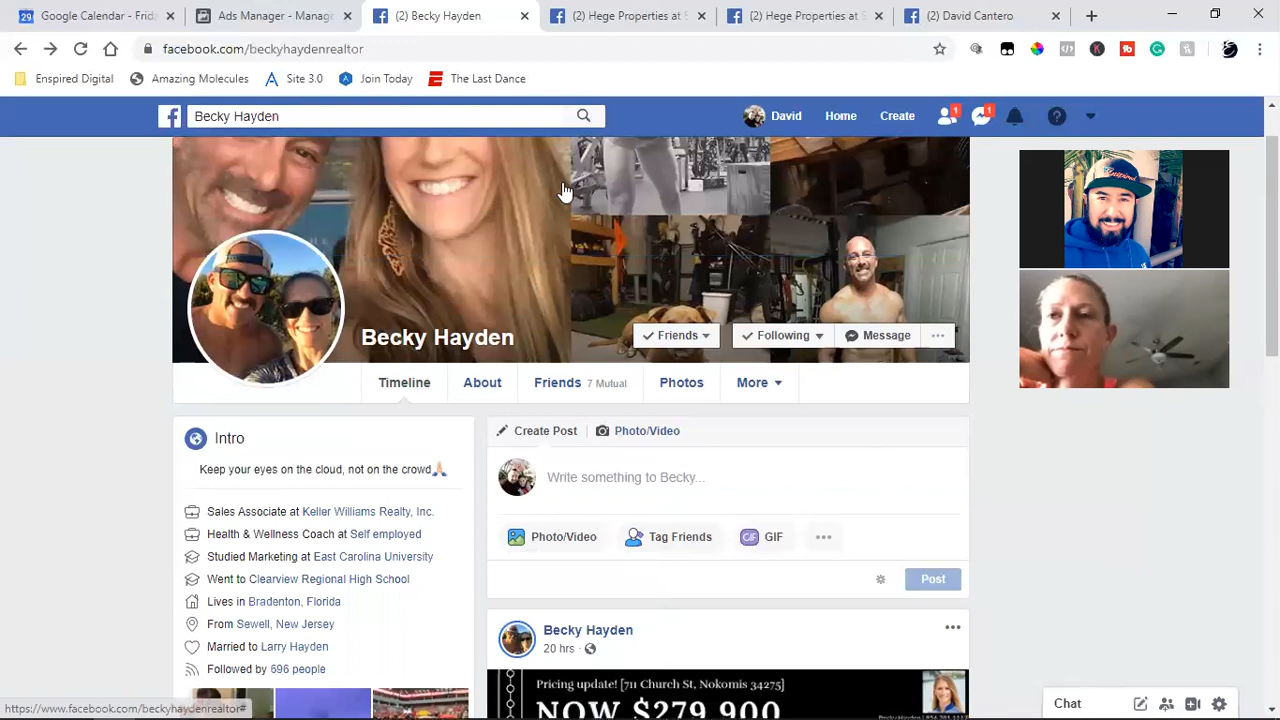 Google Calendar - Frida
Ads Manager - Manage
(2) Becky Hayden
(2) Hege Properties at S
(2) Hege Properties at S
(2) David Cantero
facebook.com/beckyhaydenrealtor
Enspired Digital
Amazing Molecules
Site 3.0
Join Today
The Last Dance
Becky Hayden
David
Home
Create
1
1
Becky Hayden
Friends
Following
Message
Timeline
About
Friends 7 Mutual
Photos
More
Intro
Keep your eyes on the cloud, not on the crowd🙏🏻
Sales Associate at Keller Williams Realty, Inc.
Health & Wellness Coach at Self employed
Studied Marketing at East Carolina University
Went to Clearview Regional High School
Lives in Bradenton, Florida
From Sewell, New Jersey
Married to Larry Hayden
Followed by 696 people
Create Post
Photo/Video
Write something to Becky...
Photo/Video
Tag Friends
GIF
Post
Becky Hayden
20 hrs
Pricing update! [711 Church St, Nokomis 34275]
NOW $279,900
Chat
https://www.facebook.com/beckyhaydenrealtor#